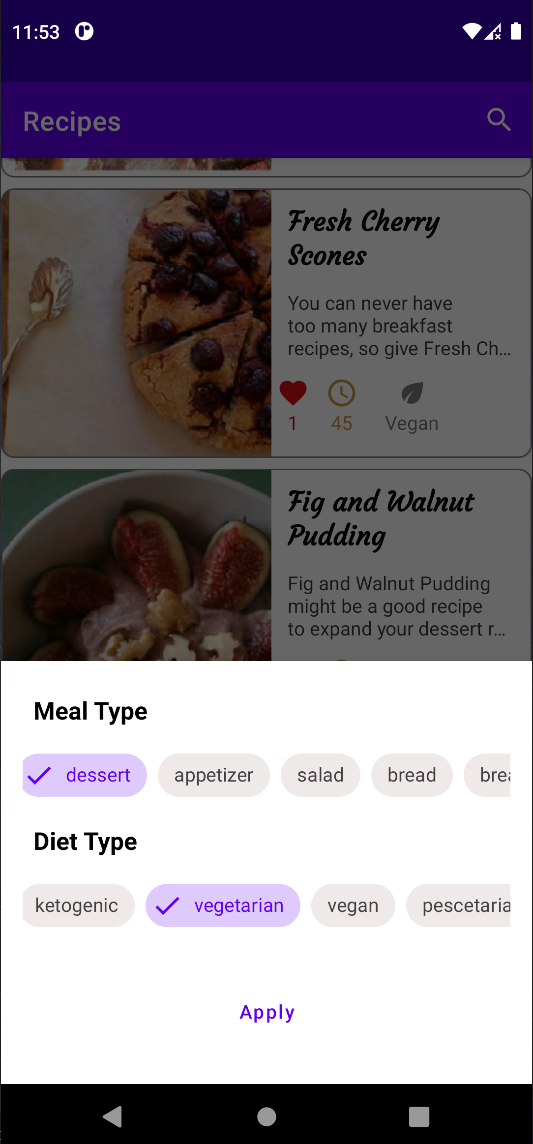 11:53
Recipes
Fresh Cherry
Scones
You can never have
too many breakfast
recipes, so give Fresh Ch...
1 45 Vegan
Fig and Walnut
Pudding
Fig and Walnut Pudding
might be a good recipe
to expand your dessert r...
Meal Type
dessert appetizer salad bread brea
Diet Type
ketogenic vegetarian vegan pescetaria
Apply